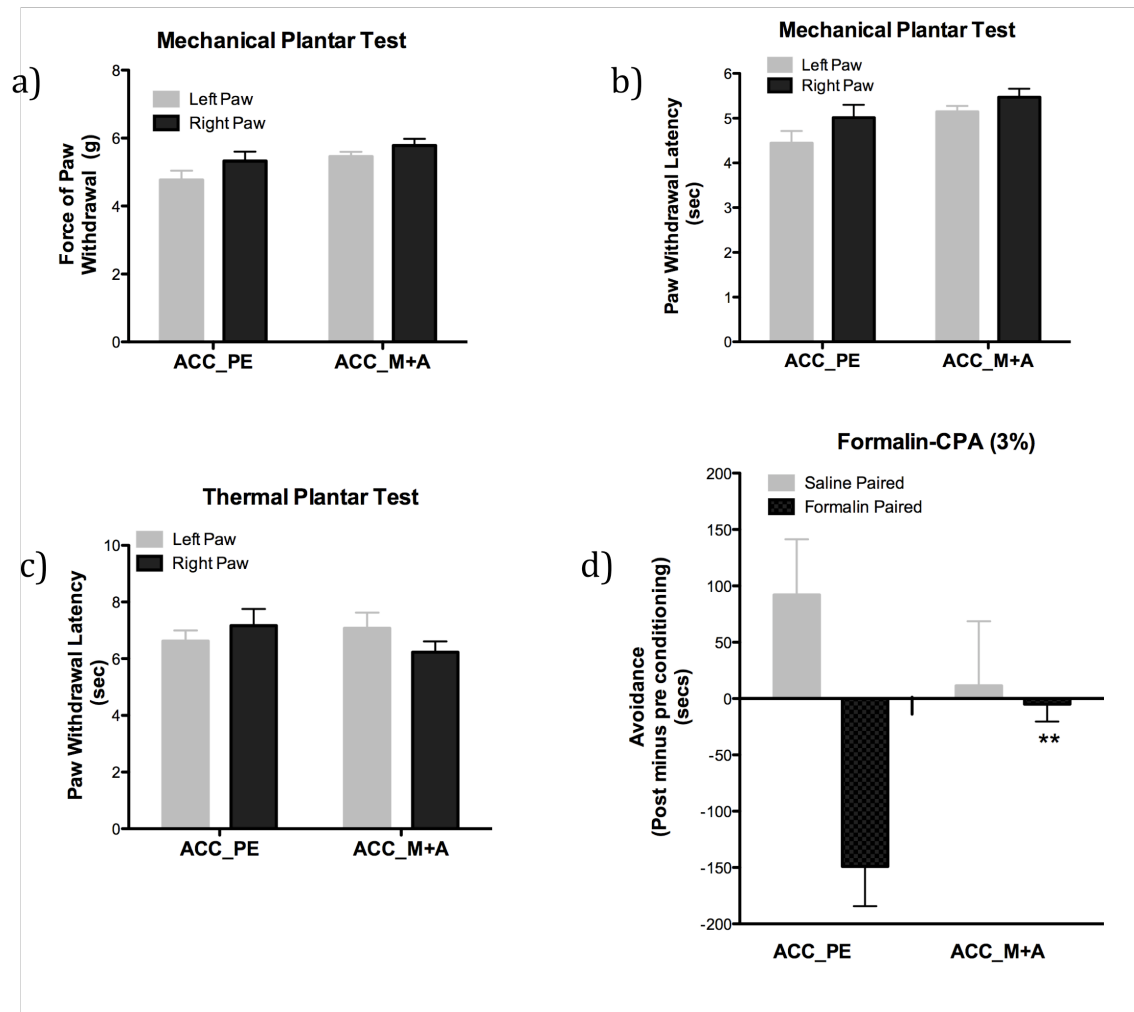 a)
Mechanical Plantar Test
Left Paw
Right Paw
Force of Paw
Withdrawal (g)
8
6
4
2
0
ACC_PE ACC_M+A
b)
Mechanical Plantar Test
Left Paw
Right Paw
Paw Withdrawal Latency
(sec)
6
5
4
3
2
1
0
ACC_PE ACC_M+A
c)
Thermal Plantar Test
Left Paw
Right Paw
Paw Withdrawal Latency
(sec)
10
8
6
4
2
0
ACC_PE ACC_M+A
d)
Formalin-CPA (3%)
Saline Paired
Formalin Paired
Avoidance
(Post minus pre conditioning)
(secs)
200
150
100
50
0
-50
-100
-150
-200
**
ACC_PE ACC_M+A